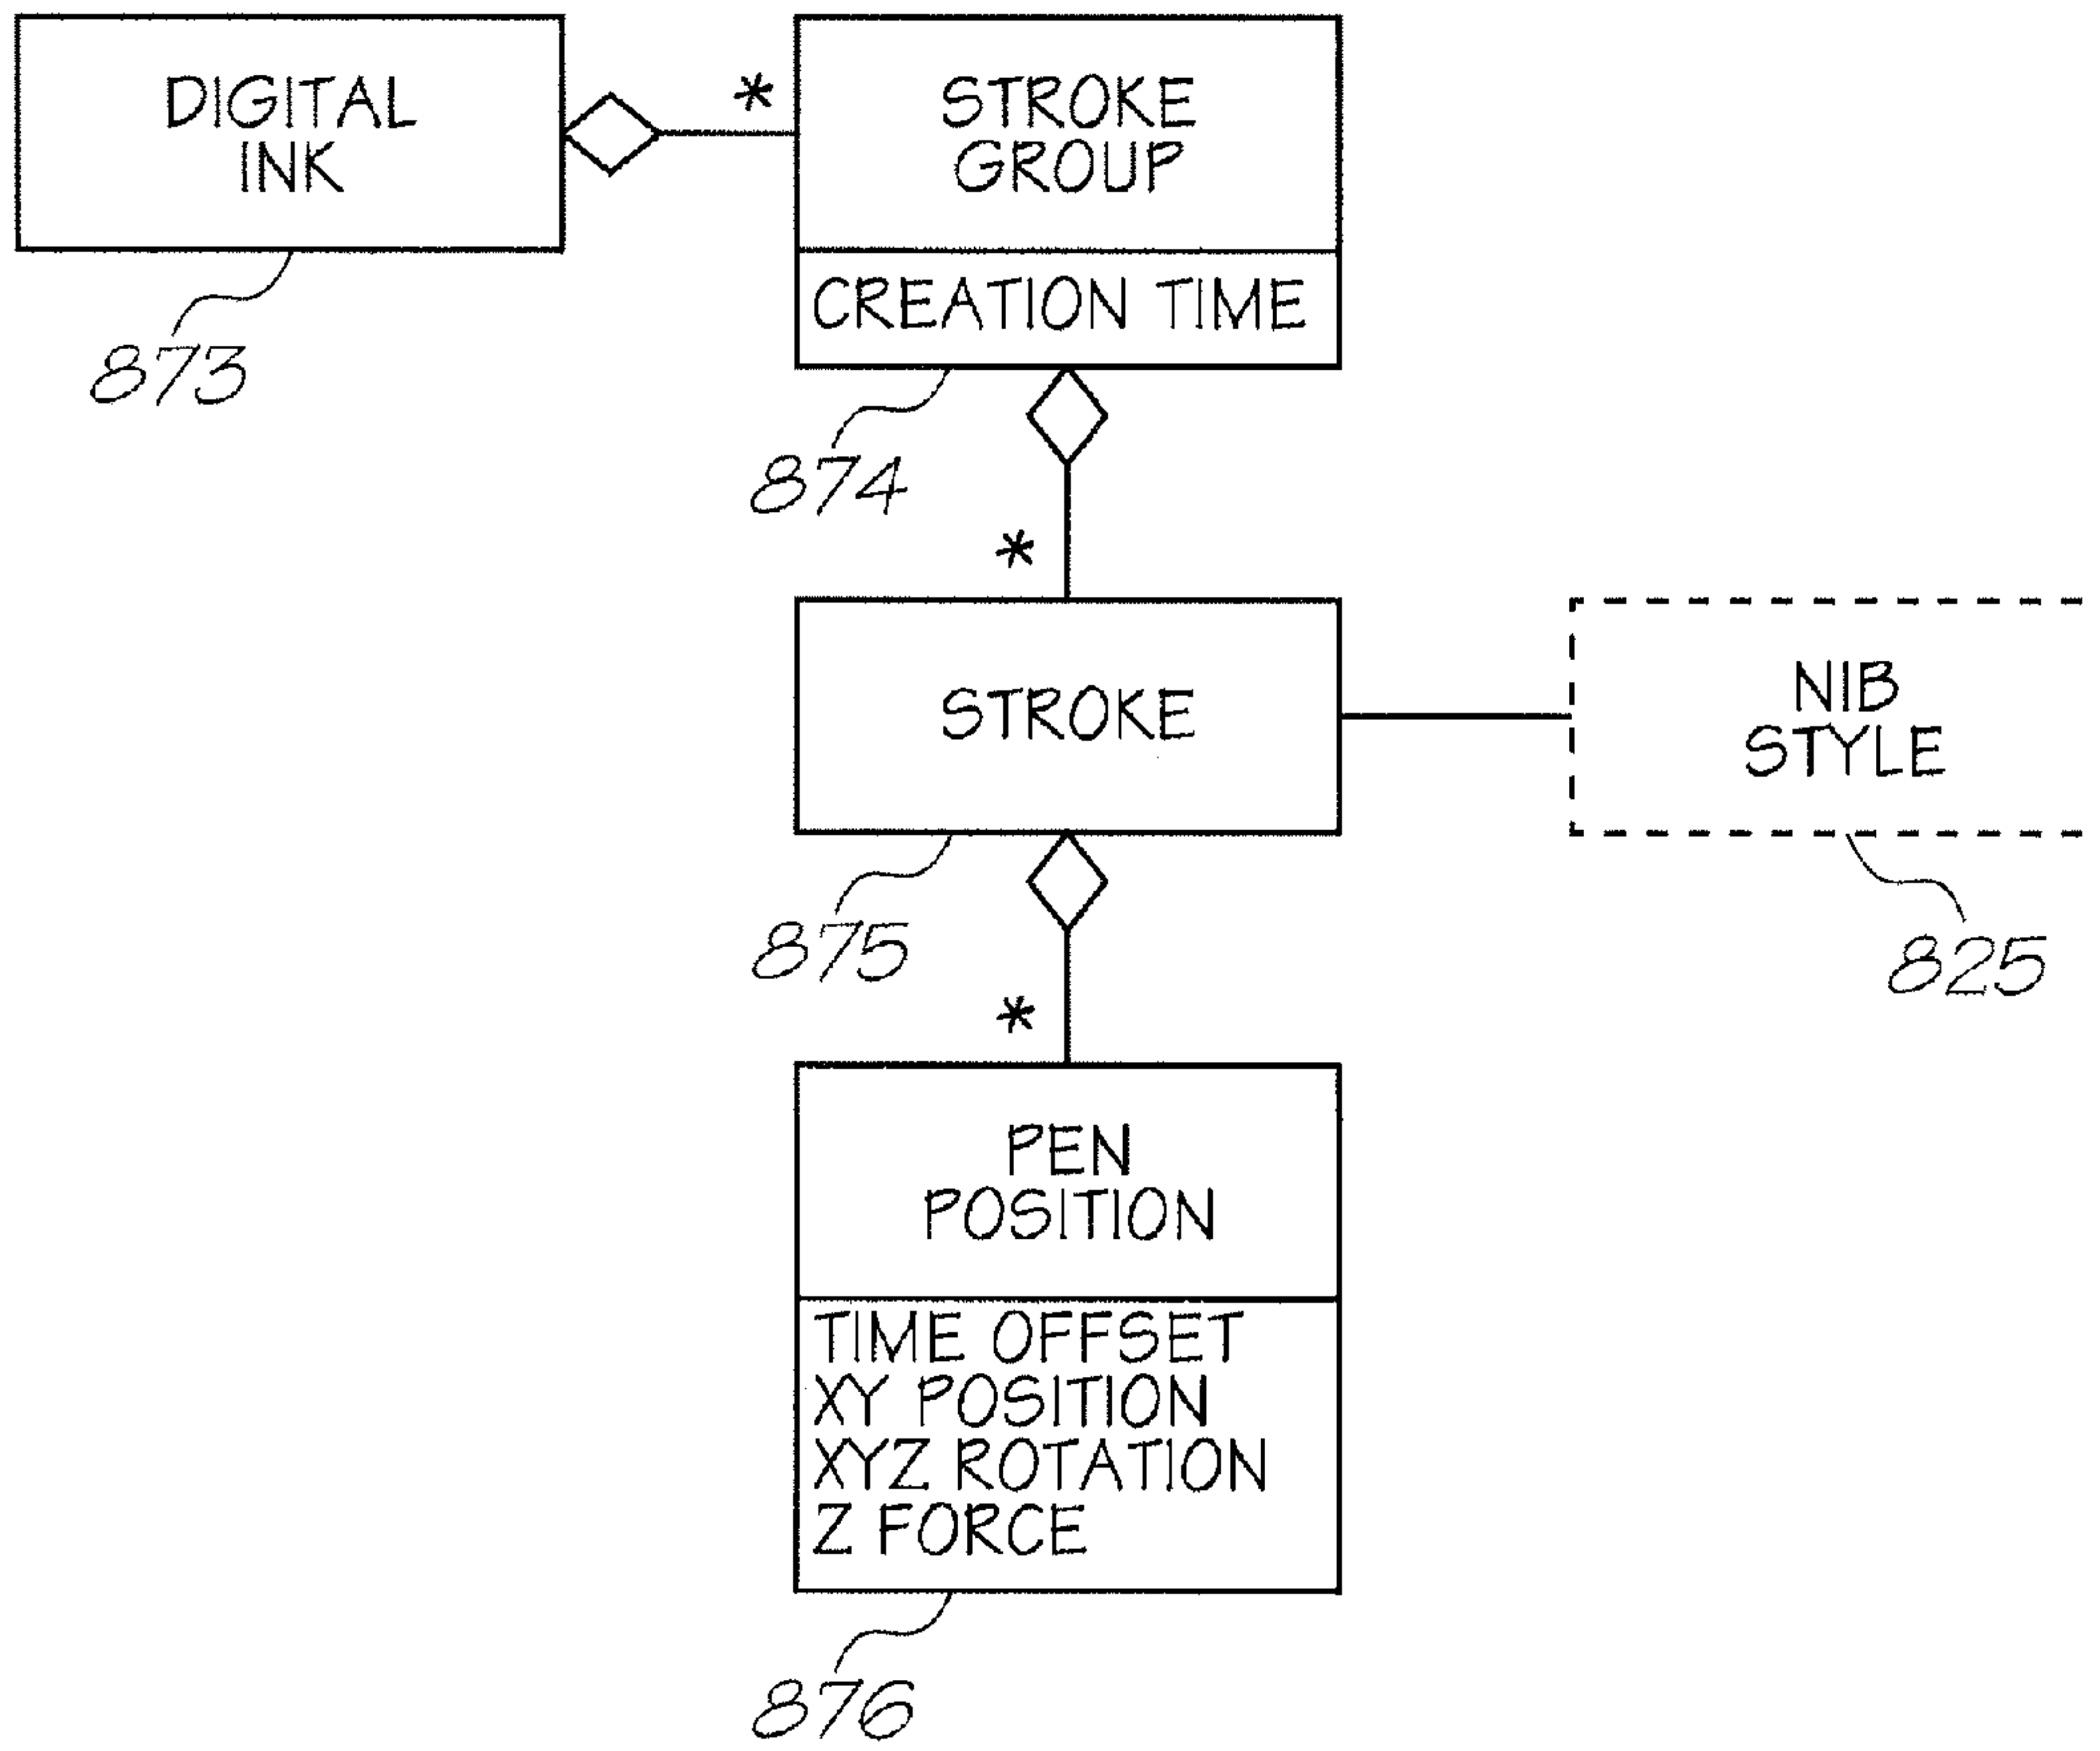 DIGITAL
INK
*
STROKE
GROUP
CREATION TIME
873
874
*
STROKE
NIB
STYLE
875
825
*
PEN
POSITION
TIME OFFSET
XY POSITION
XYZ ROTATION
Z FORCE
876